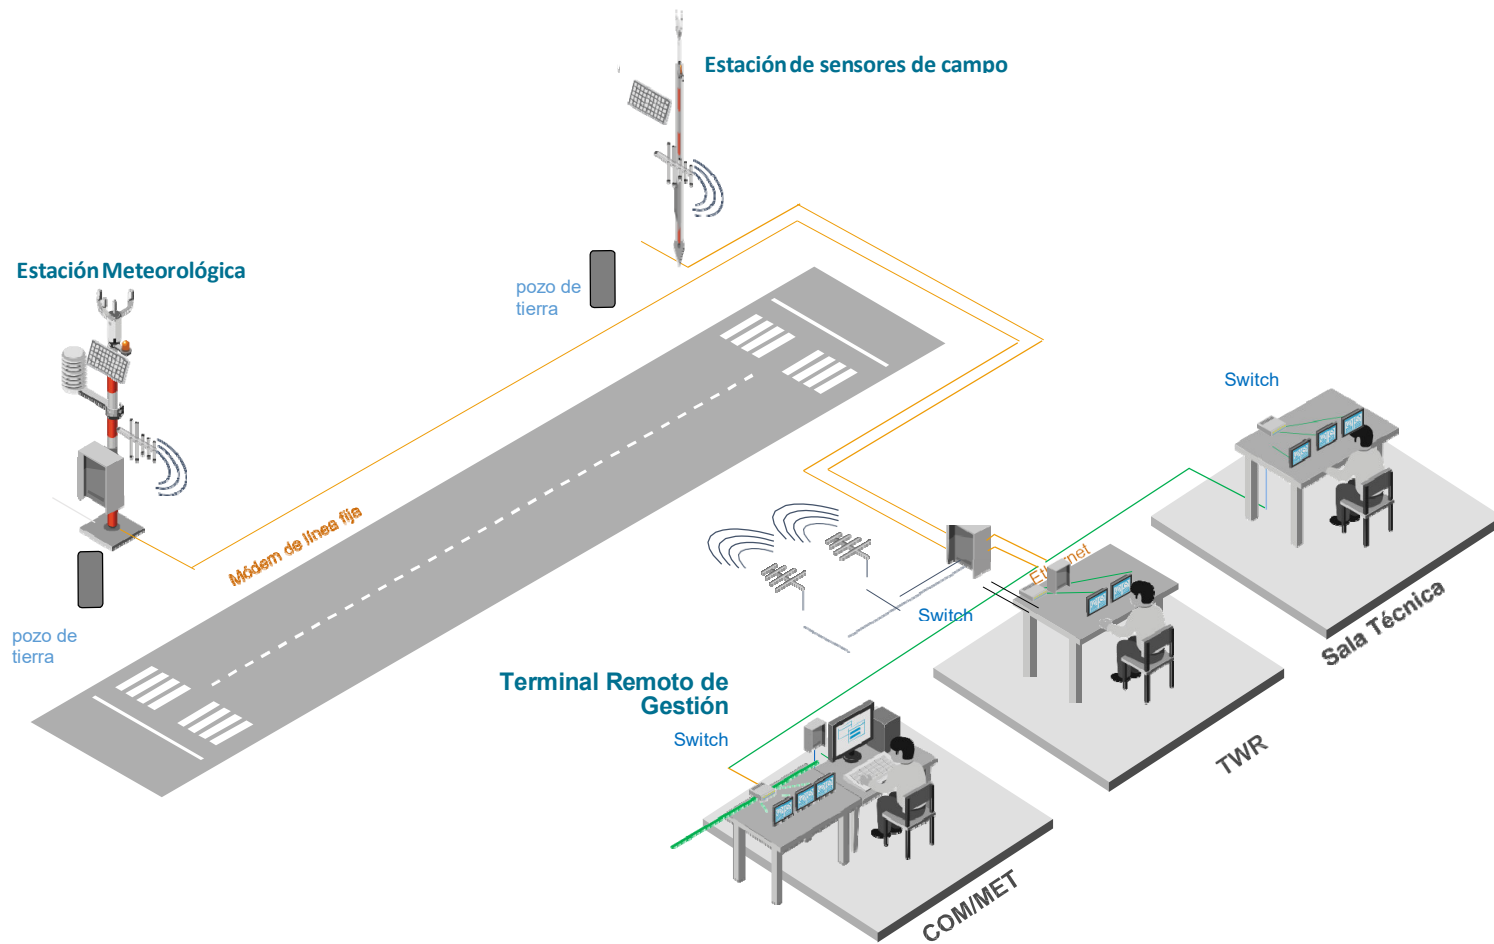 Estación de sensores de campo
Estación Meteorológica
pozo de
tierra
Switch
Módem de línea fija
Ethernet
Switch
pozo de
tierra
Sala Técnica
Terminal Remoto de
Gestión
Switch
TWR
COM/MET